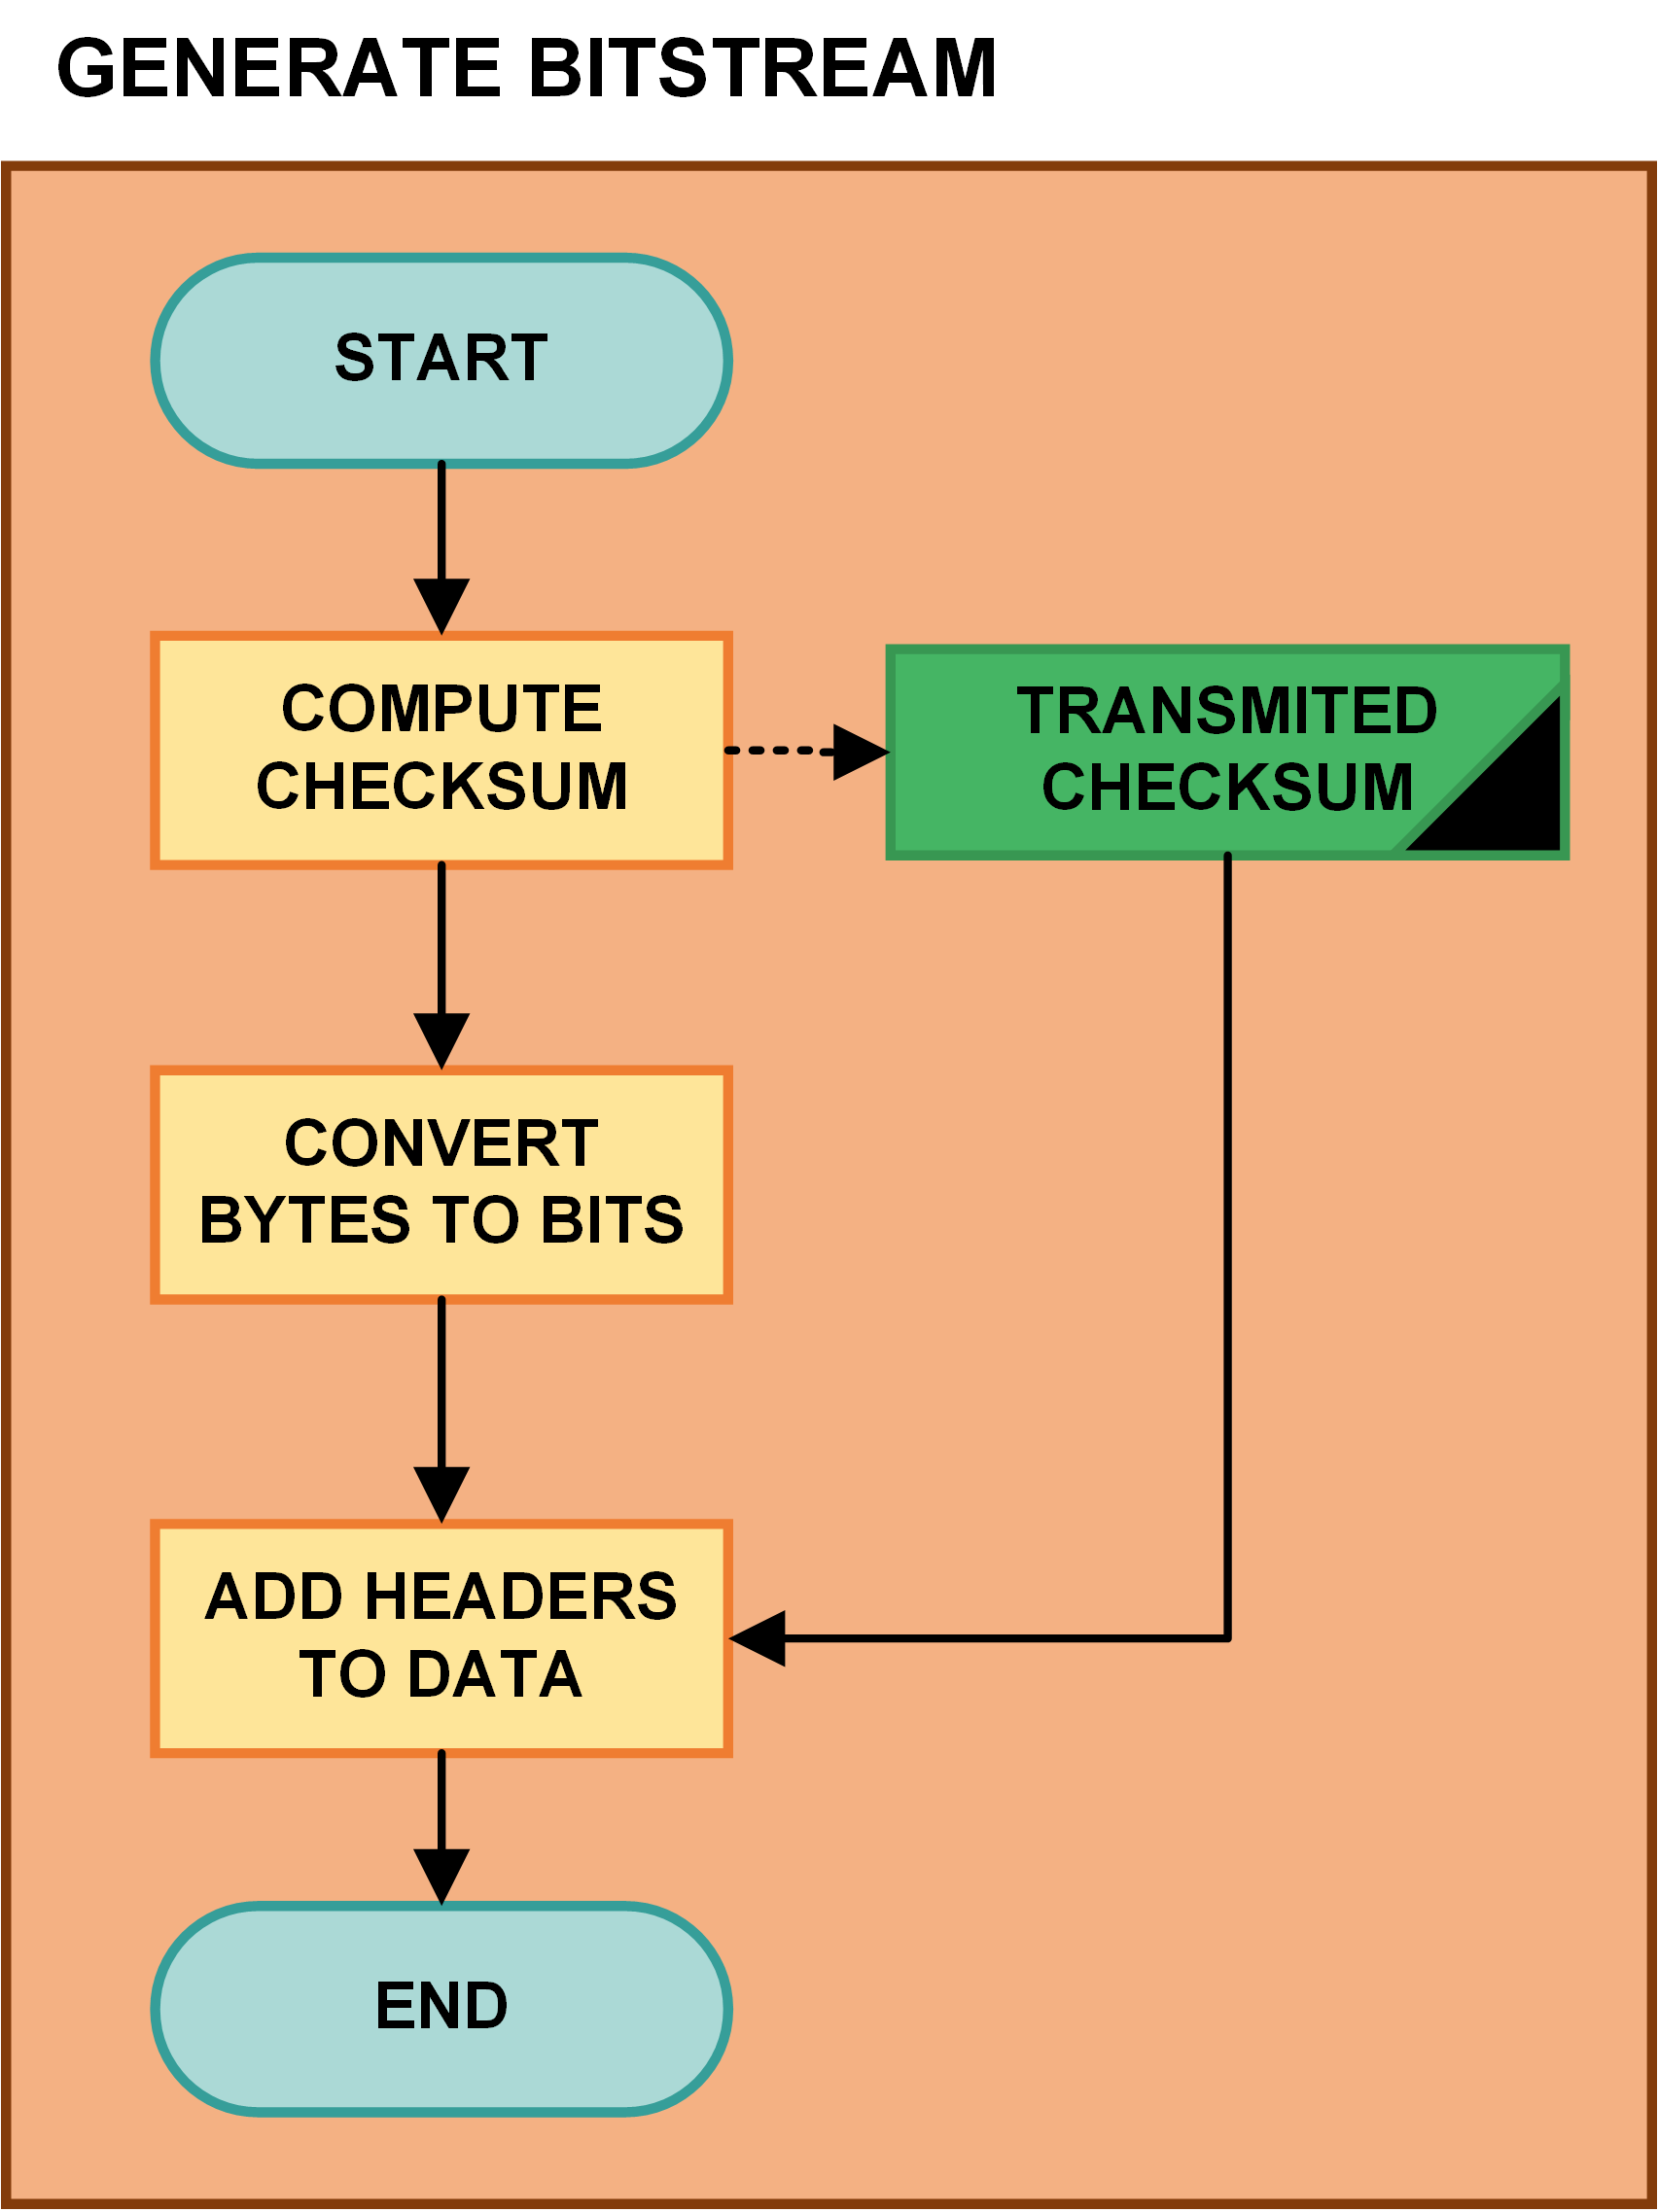 GENERATE BITSTREAM
START
COMPUTE
CHECKSUM
TRANSMITED
CHECKSUM
CONVERT
BYTES TO BITS
ADD HEADERS
TO DATA
END